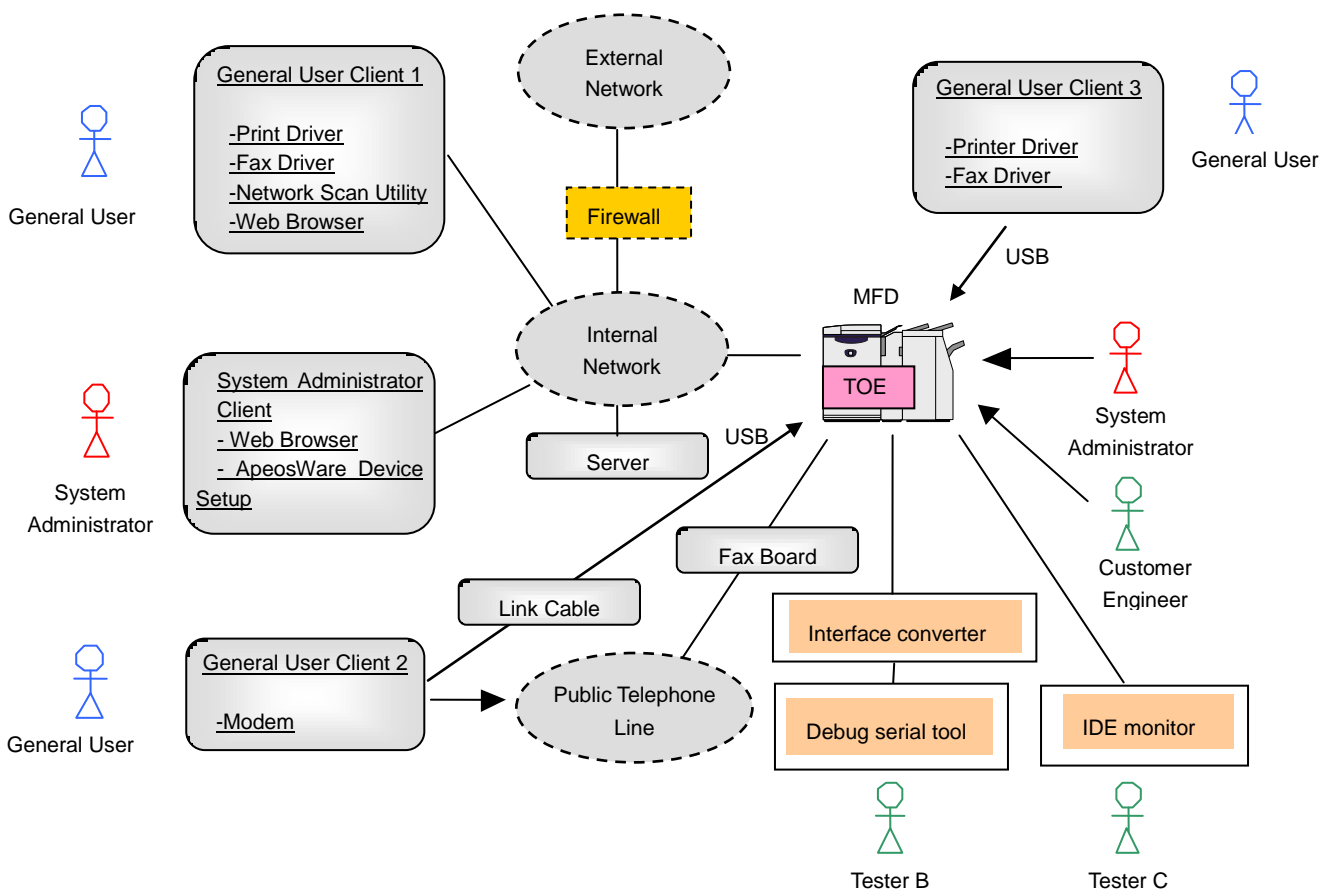 General User Client 1
-Print Driver
-Fax Driver
-Network Scan Utility
-Web Browser
General User
External
Network
General User Client 3
-Printer Driver
-Fax Driver
General User
Firewall
USB
MFD
Internal
Network
TOE
System Administrator
Client
- Web Browser
- ApeosWare Device
Setup
System
Administrator
System
Administrator
USB
Server
Fax Board
Customer
Engineer
Link Cable
Interface converter
General User Client 2
-Modem
General User
Public Telephone
Line
Debug serial tool
IDE monitor
Tester B
Tester C